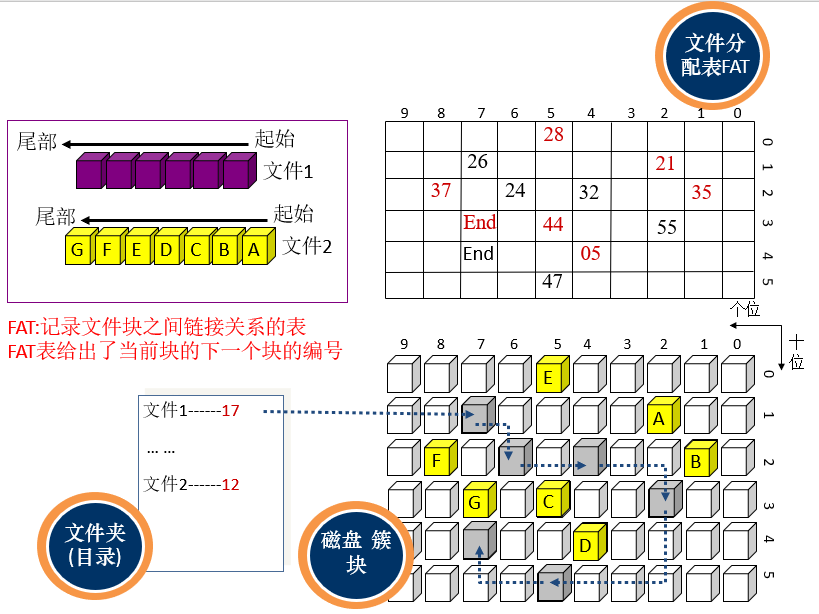 文件分
配表FAT
9 8 7 6 5 4 3 2 1 0
28 0
26 21 1
37 24 32 35 2
End 44 55 3
End 05 4
47 5
尾部 起始
文件1
尾部 起始
G F E D C B A 文件2
FAT:记录文件块之间链接关系的表
FAT表给出了当前块的下一个块的编号
个位
十位
9 8 7 6 5 4 3 2 1 0
E 0
A 1
F B 2
G C 3
D 4
5
文件1------17
... ...
文件2------12
文件夹
(目录)
磁盘 簇
块